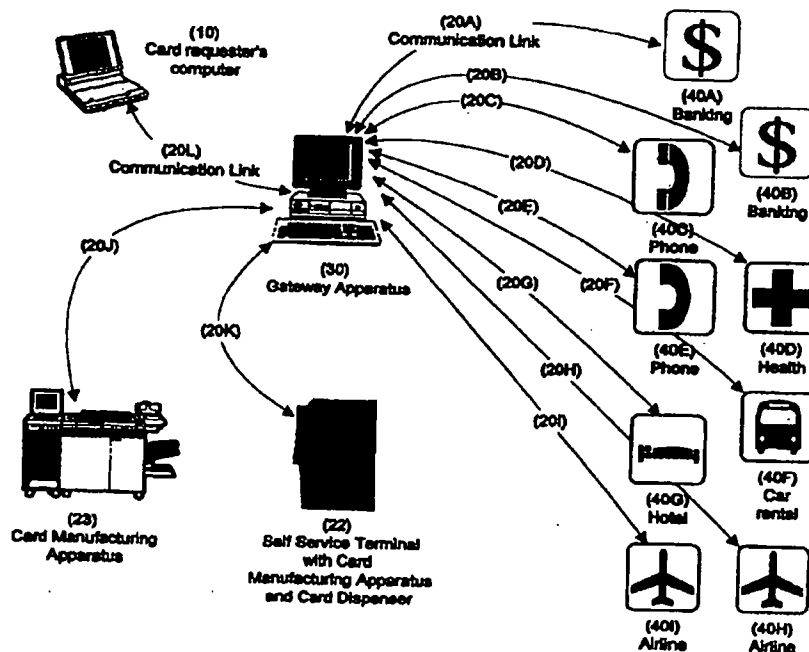 (10)
Card requester's
computer
(20A)
Communication Link
(40A)
Banking
(20B)
(20C)
(40B)
Banking
(20L)
Communication Link
(20D)
(40C)
Phone
(20E)
(20J)
(30)
Gateway Apparatus
(20G)
(20F)
(40E)
Phone
(40D)
Health
(20K)
(20H)
(20I)
(40F)
Car
rental
(40G)
Hotel
(23)
Card Manufacturing
Apparatus
(22)
Self Service Terminal
with Card
Manufacturing Apparatus
and Card Dispenser
(40I)
Airline
(40H)
Airline